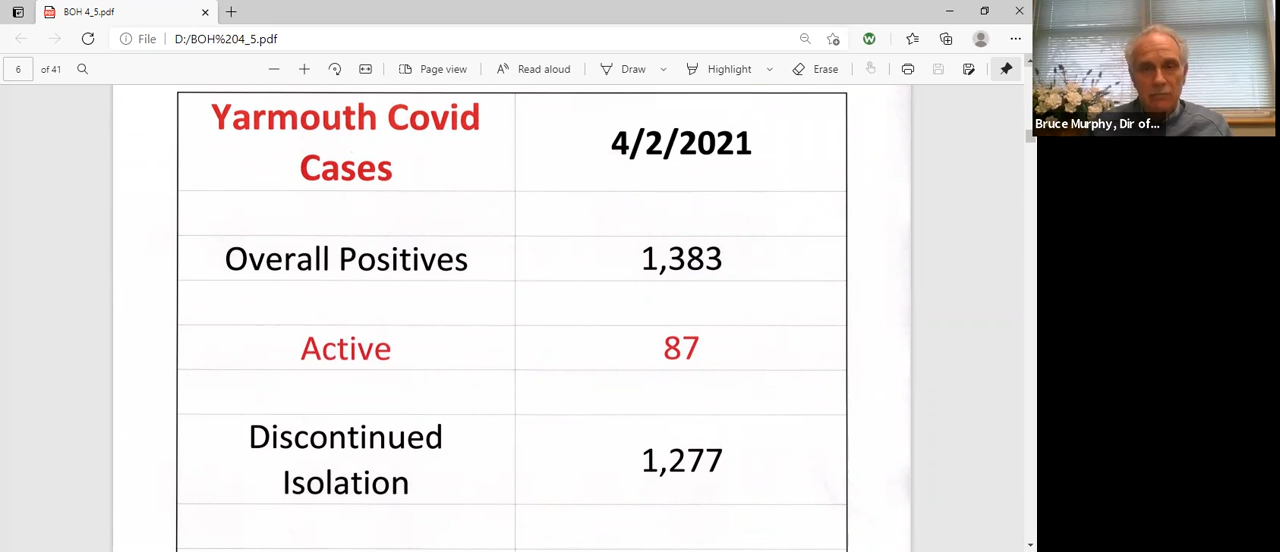 BOH 4_5.pdf
File
D:/BOH%204_5.pdf
6 of 41
Page view
Read aloud
Draw
Highlight
Erase
Bruce Murphy, Dir of...
Yarmouth Covid
Cases
4/2/2021
Overall Positives
1,383
Active
87
Discontinued
Isolation
1,277